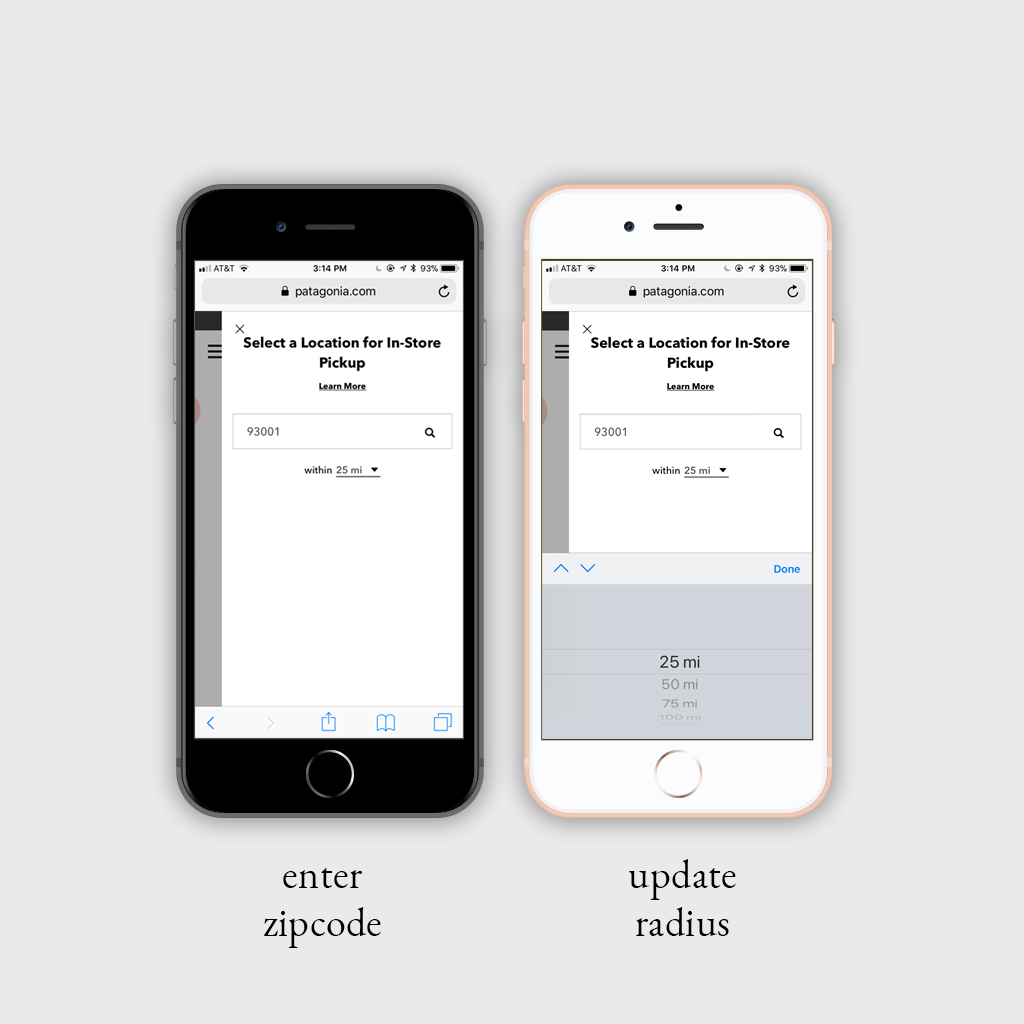 AT&T 3:14 PM 93%
patagonia.com
Select a Location for In-Store
Pickup
Learn More
93001
within 25 mi
AT&T 3:14 PM 93%
patagonia.com
Select a Location for In-Store
Pickup
Learn More
93001
within 25 mi
Done
25 mi
50 mi
75 mi
100 mi
enter
zipcode
update
radius